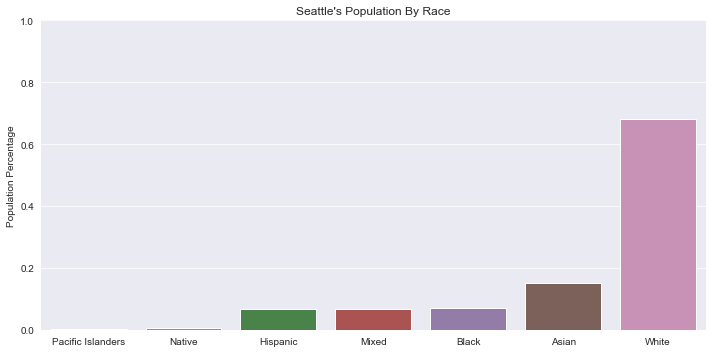 Seattle's Population By Race
1.0
0.8
0.6
0.4
0.2
0.0
Population Percentage
Pacific Islanders Native Hispanic Mixed Black Asian White